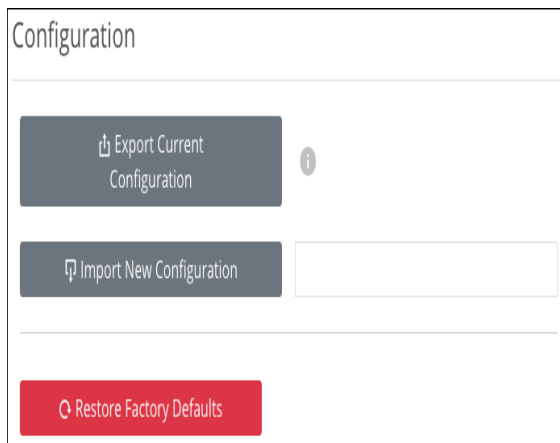 Configuration
Export Current
Configuration
i
Import New Configuration
Restore Factory Defaults